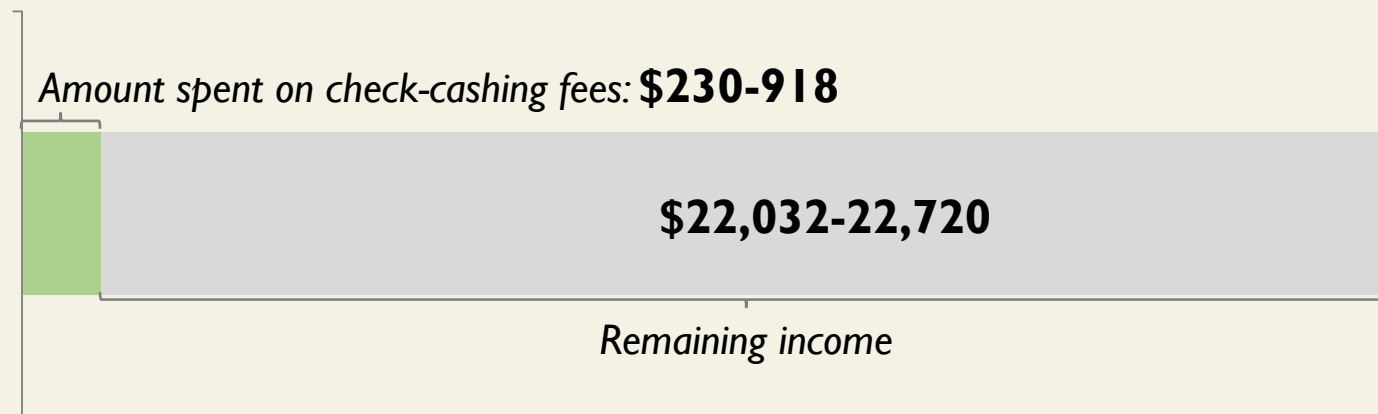 Amount spent on check-cashing fees: $230-918
$22,032-22,720
Remaining income